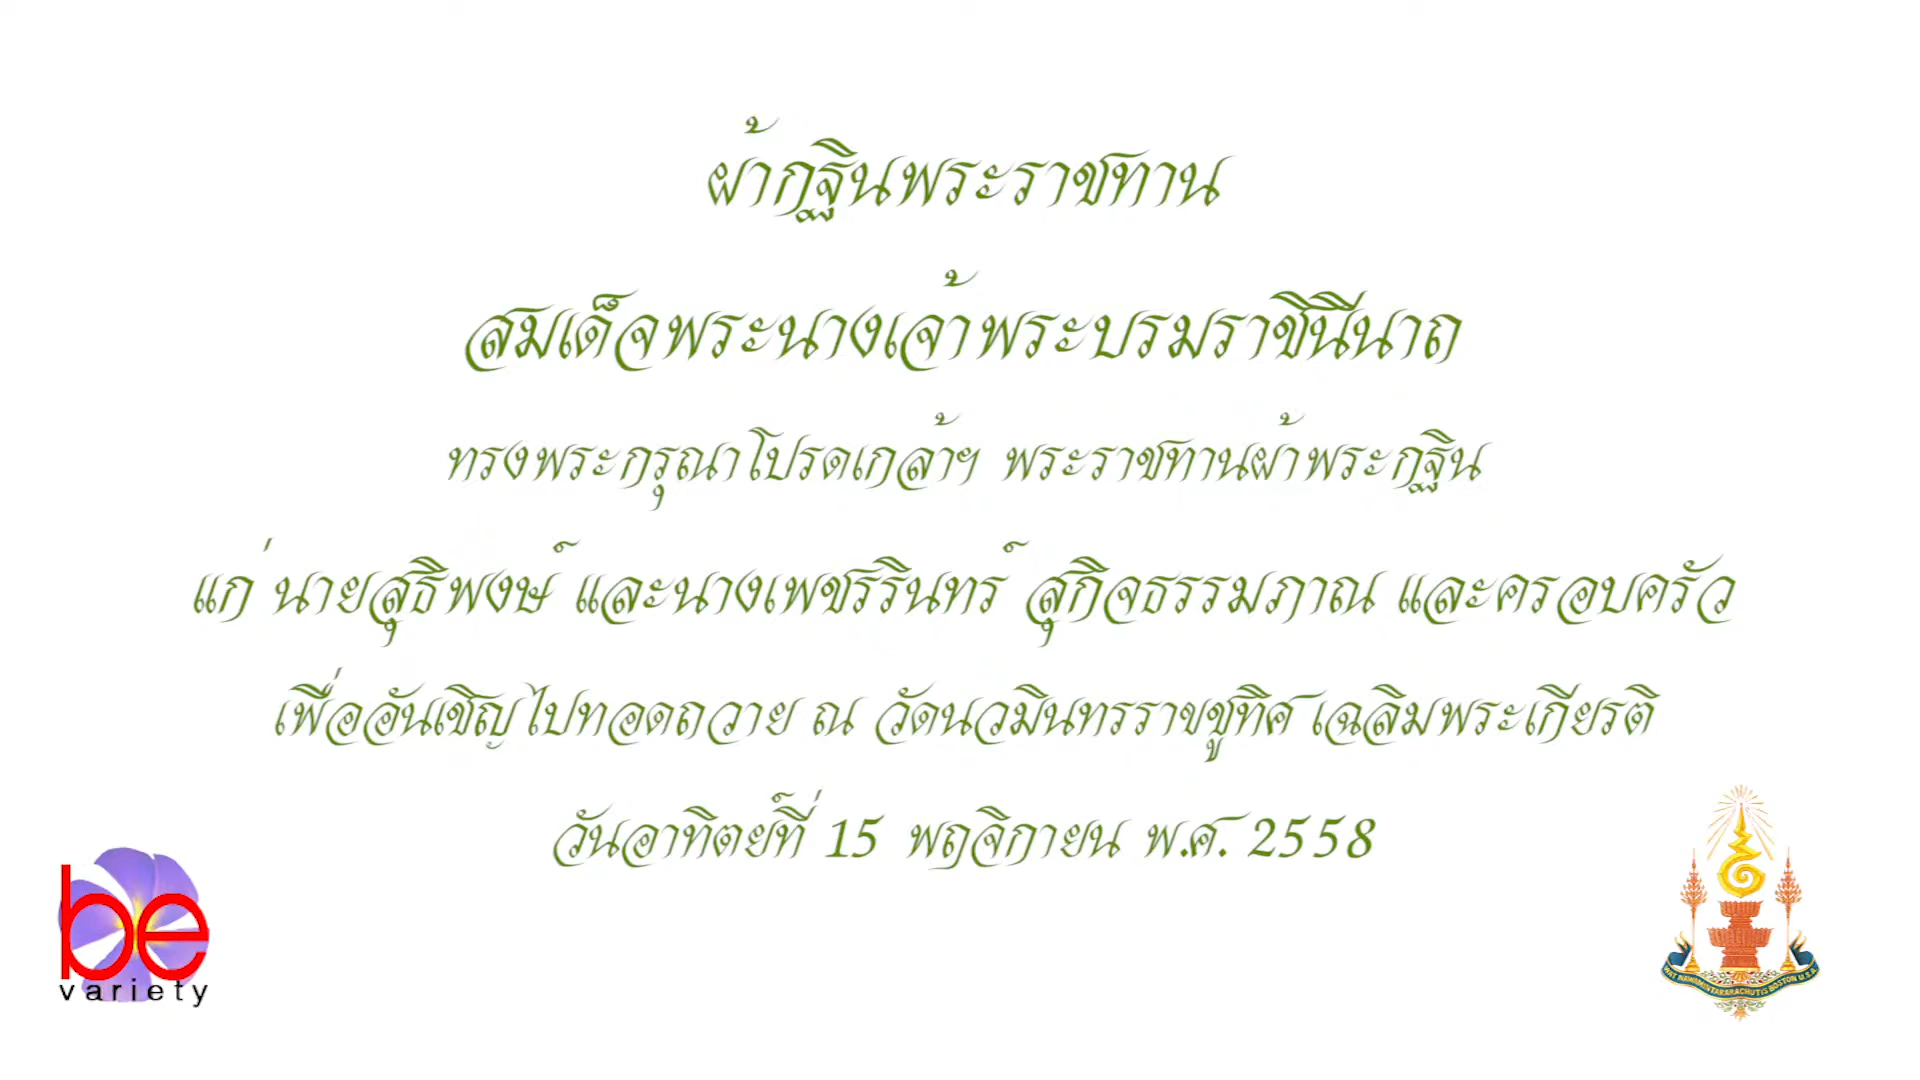 ผ้ากฐินพระราชทาน
สมเด็จพระนางเจ้าพระบรมราชินีนาถ
ทรงพระกรุณาโปรดเกล้าฯ พระราชทานผ้าพระกฐิน
แก่ นายสุธิพงษ์ และนางเพชรรินทร์ สุกิจธรรมภาณ และครอบครัว
เพื่ออันเชิญไปทอดถวาย ณ วัดนวมินทรราชชูทิศ เฉลิมพระเกียรติ
วันอาทิตย์ที่ 15 พฤจิกายน พ.ศ. 2558
be
variety
WAT NAWAMINTARARACHUTIS BOSTON U.S.A.